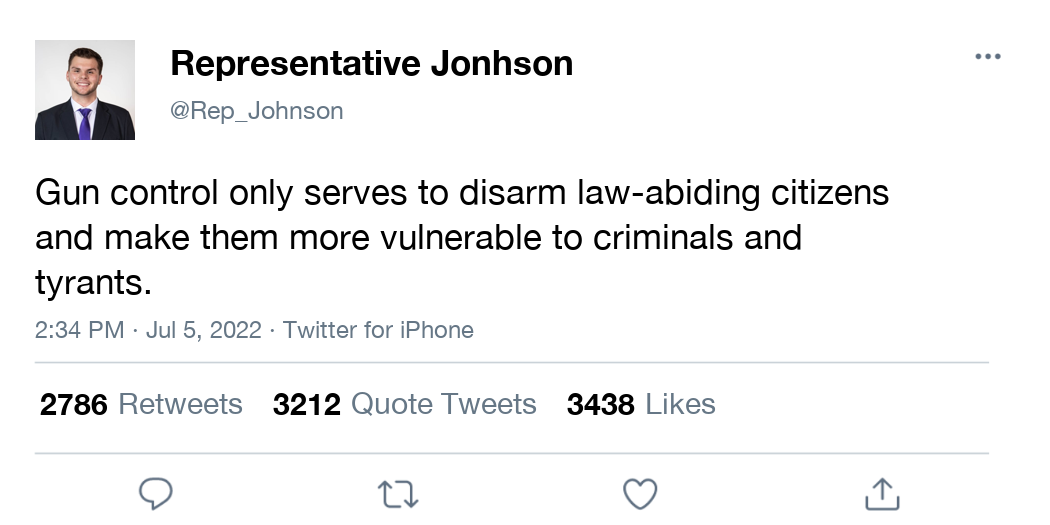 Representative Jonhson
@Rep_Johnson
Gun control only serves to disarm law-abiding citizens
and make them more vulnerable to criminals and
tyrants.
2:34 PM · Jul 5, 2022 · Twitter for iPhone
2786 Retweets 3212 Quote Tweets 3438 Likes